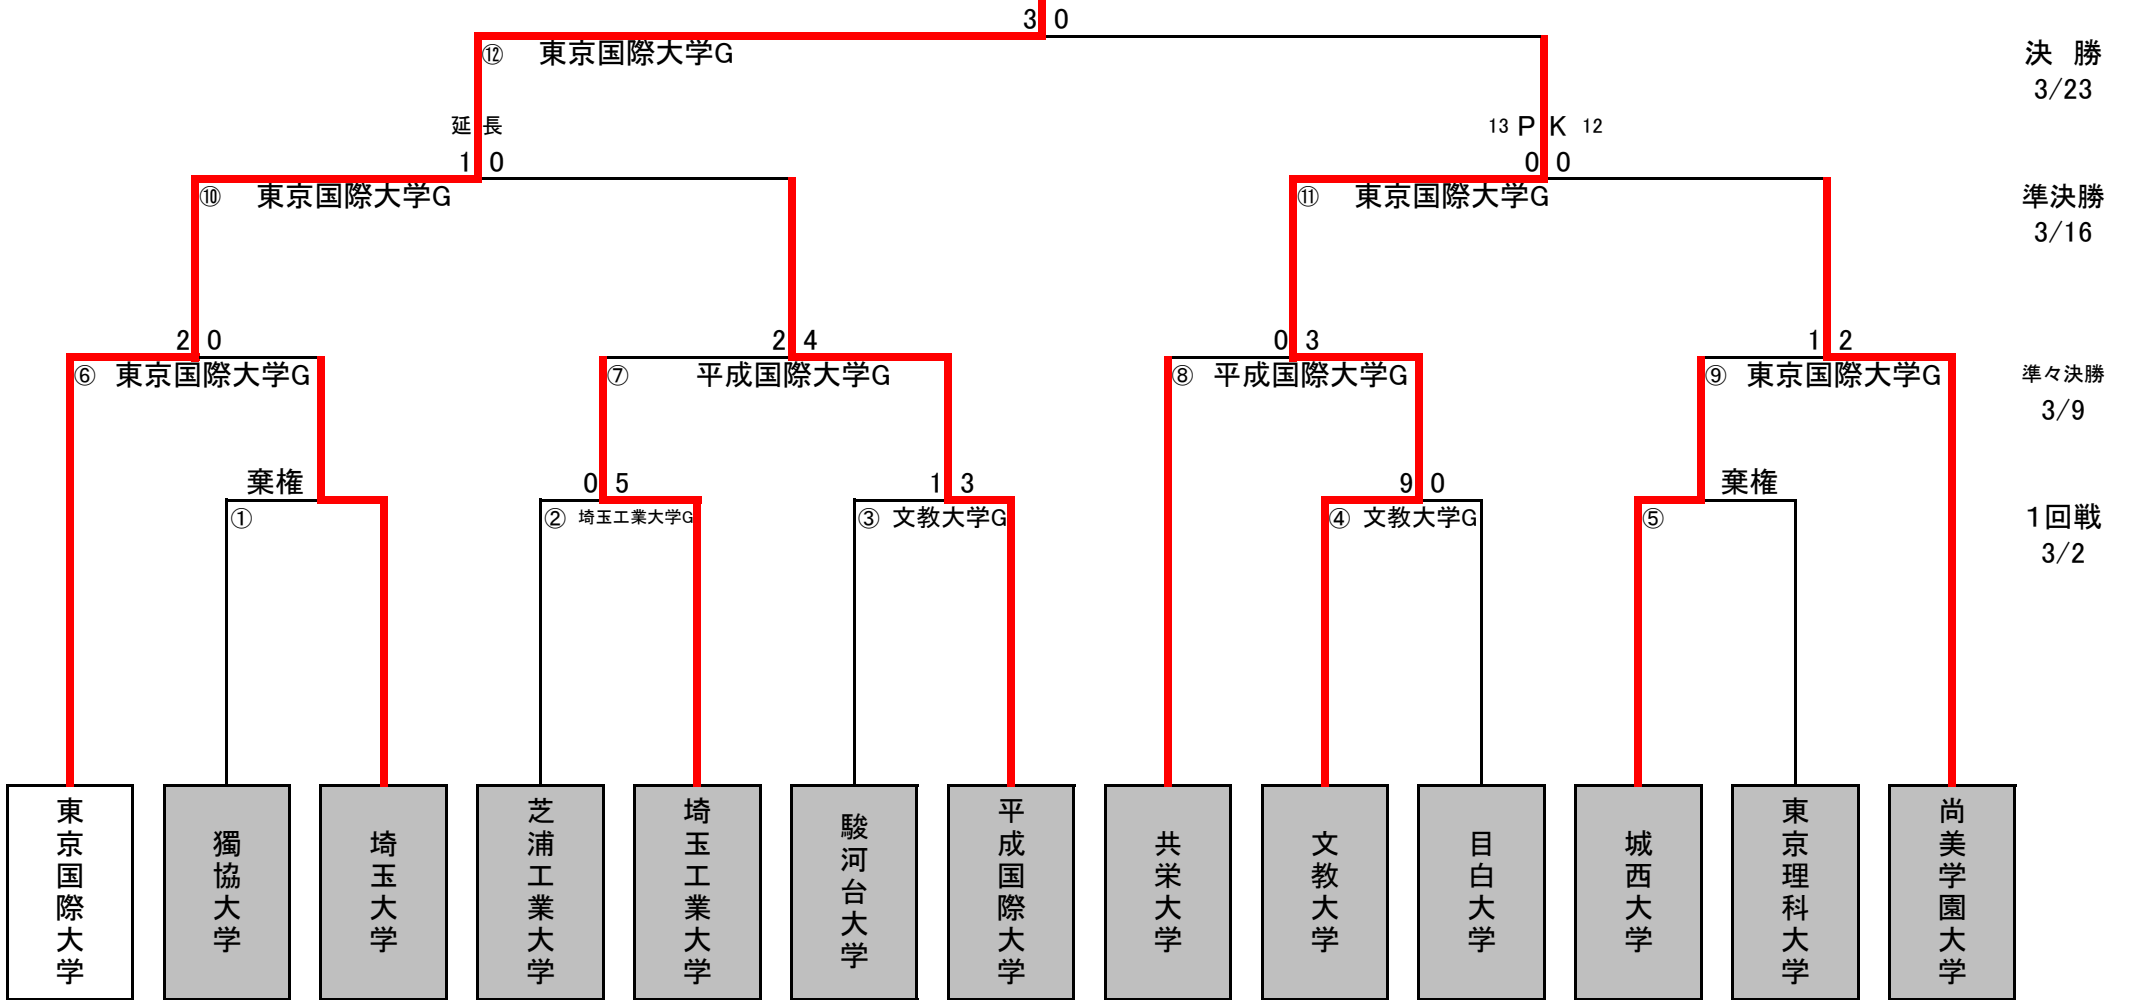 3 0
⑫ 東京国際大学G
決 勝
3/23
延 長
13 P K 12
1 0
0 0
⑩ 東京国際大学G
⑪ 東京国際大学G
準決勝
3/16
2 0
2 4
0 3
1 2
⑥ 東京国際大学G
⑦ 平成国際大学G
⑧ 平成国際大学G
⑨ 東京国際大学G
準々決勝
3/9
棄権
0 5
1 3
9 0
棄権
①
② 埼玉工業大学G
③ 文教大学G
④ 文教大学G
⑤
1回戦
3/2
東京国際大学
獨協大学
埼玉大学
芝浦工業大学
埼玉工業大学
駿河台大学
平成国際大学
共栄大学
文教大学
目白大学
城西大学
東京理科大学
尚美学園大学